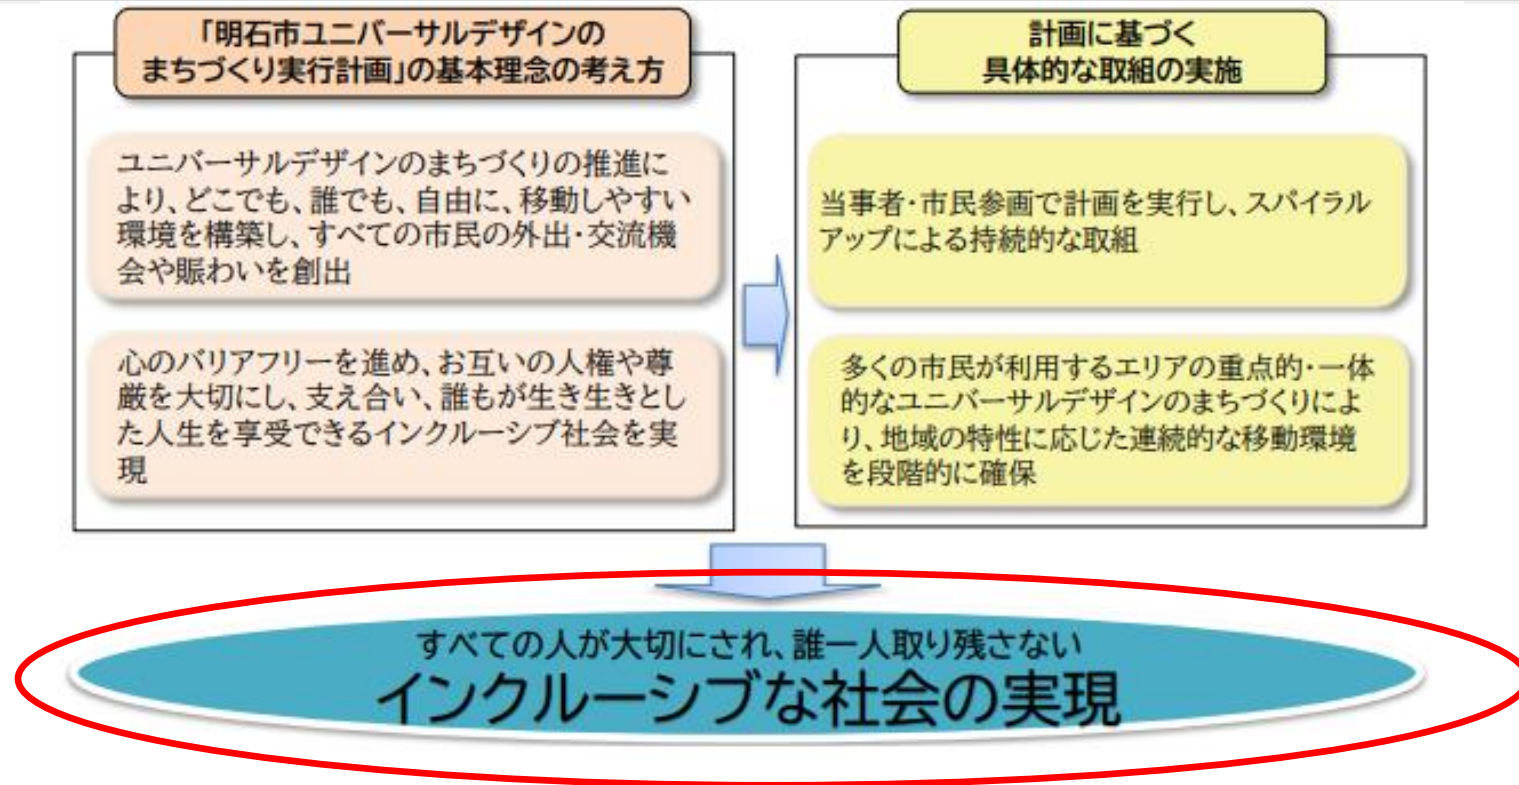 「明石市ユニバーサルデザインの
まちづくり実行計画」の基本理念の考え方
ユニバーサルデザインのまちづくりの推進に
より、どこでも、誰でも、自由に、移動しやすい
環境を構築し、すべての市民の外出・交流機
会や賑わいを創出
心のバリアフリーを進め、お互いの人権や尊
厳を大切にし、支え合い、誰もが生き生きとし
た人生を享受できるインクルーシブ社会を実
現
計画に基づく
具体的な取組の実施
当事者・市民参画で計画を実行し、スパイラル
アップによる持続的な取組
多くの市民が利用するエリアの重点的・一体
的なユニバーサルデザインのまちづくりによ
り、地域の特性に応じた連続的な移動環境
を段階的に確保
すべての人が大切にされ、誰一人取り残さない
インクルーシブな社会の実現